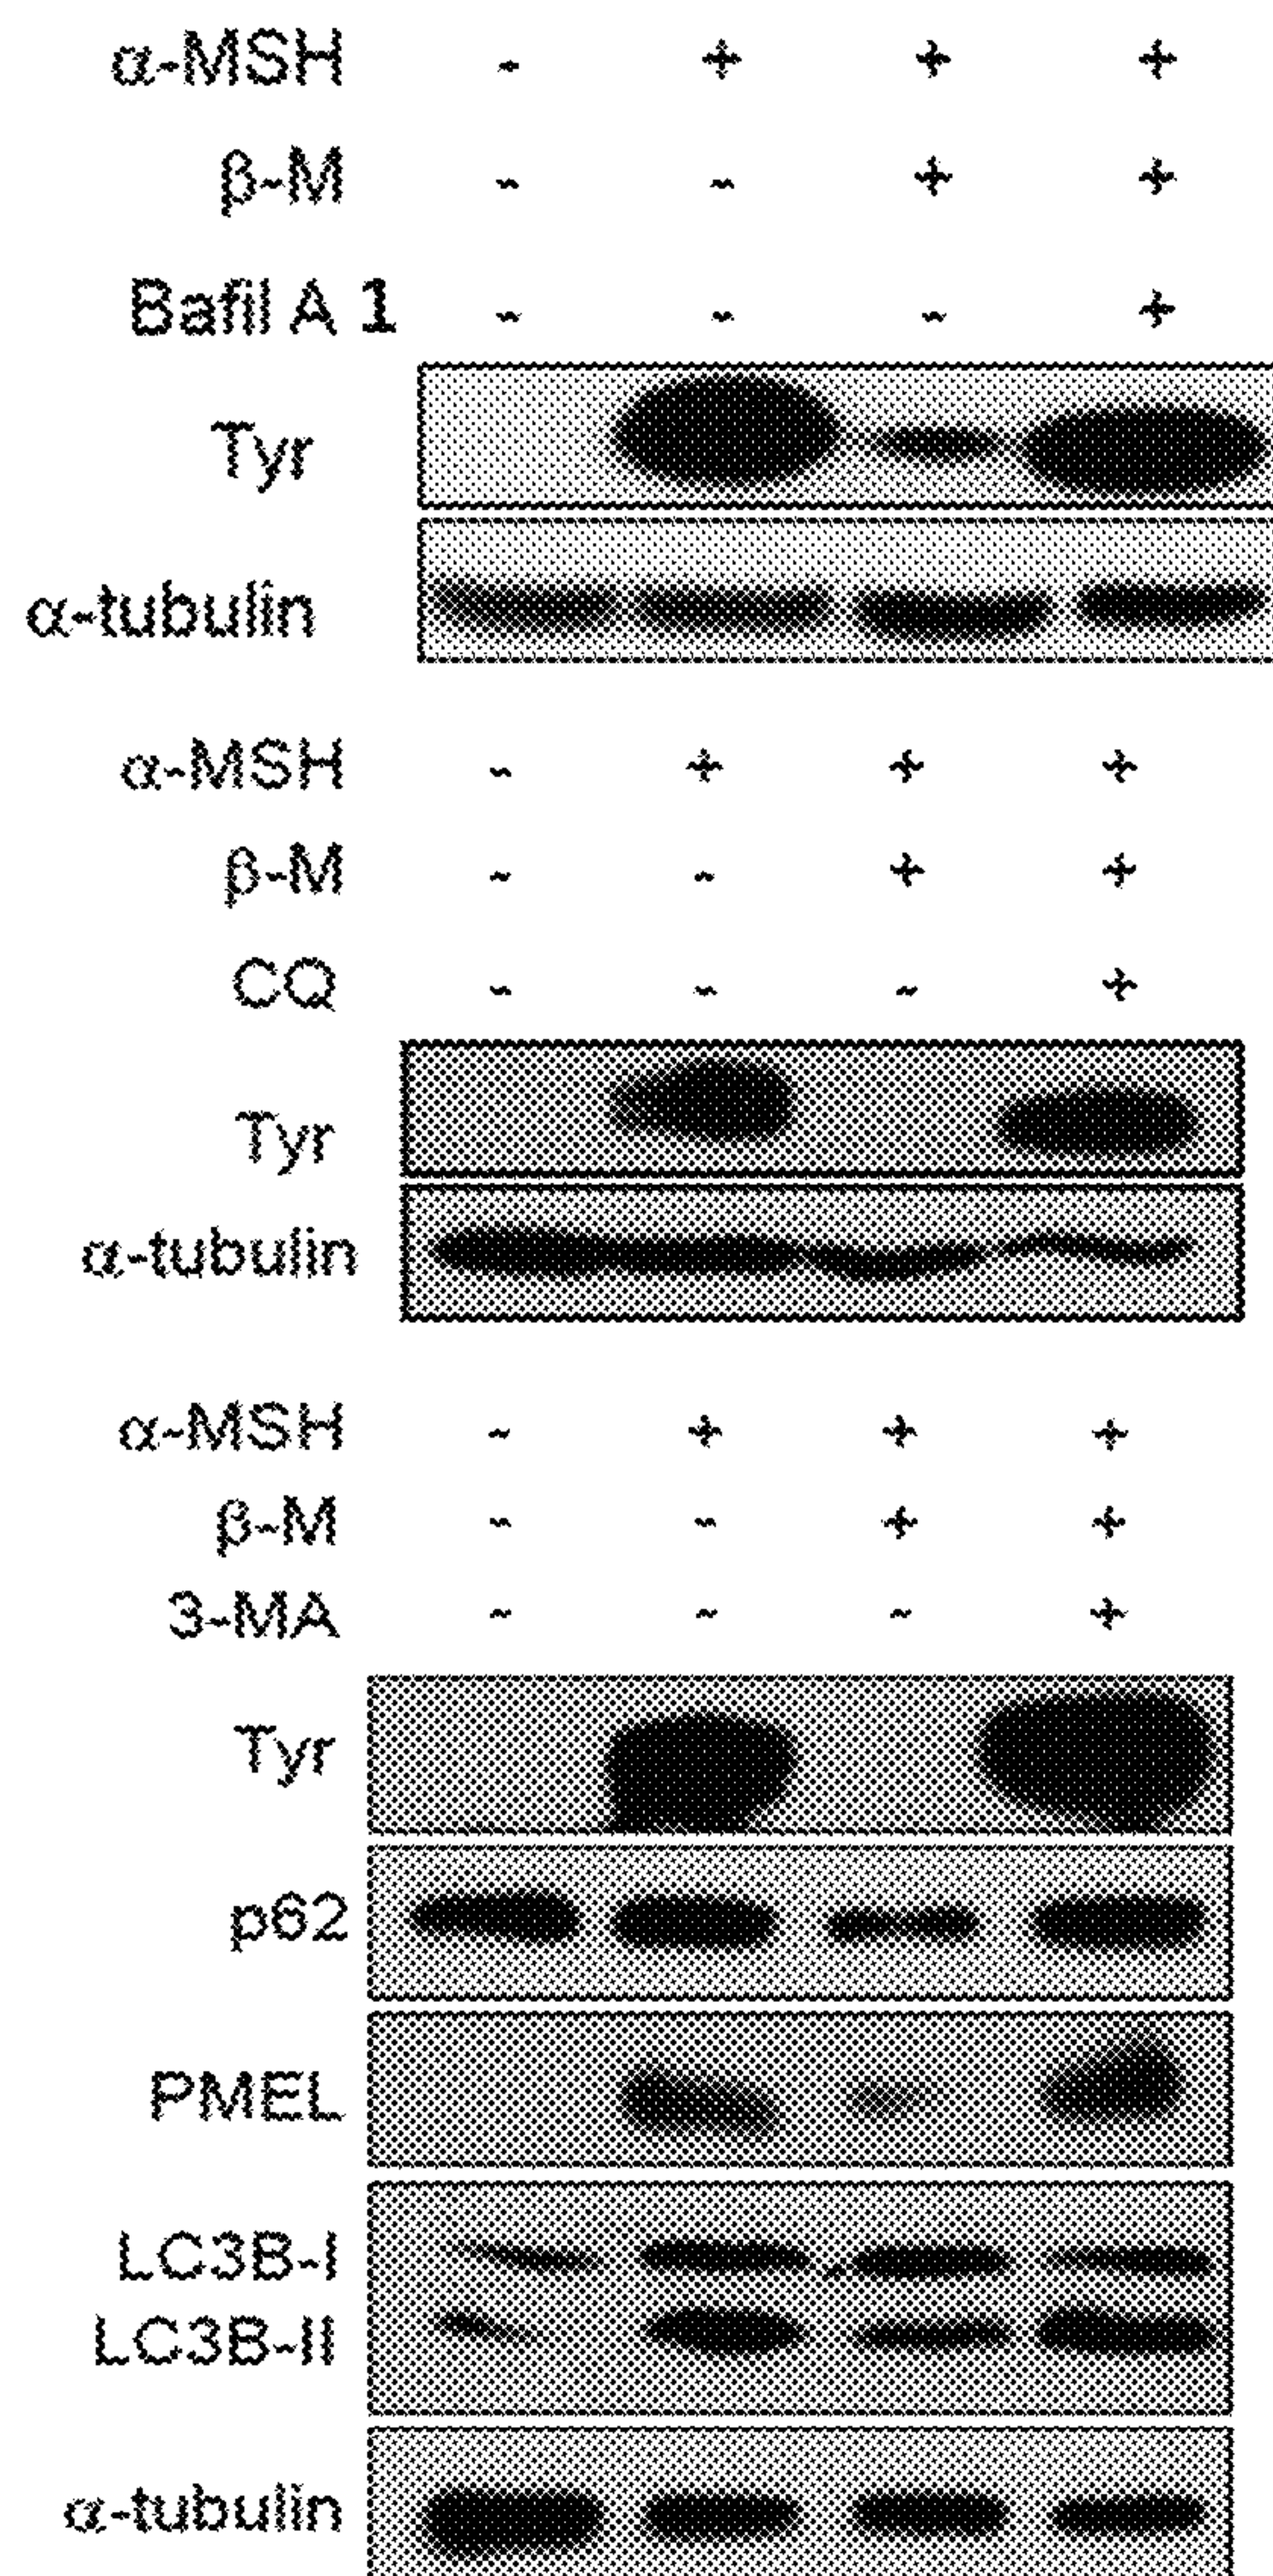 α-MSH - + + +
β-M - - + +
Bafil A 1 - - - +
Tyr
α-tubulin
α-MSH - + + +
β-M - - + +
CQ - - - +
Tyr
α-tubulin
α-MSH - + + +
β-M - - + +
3-MA - - - +
Tyr
p62
PMEL
LC3B-I
LC3B-II
α-tubulin